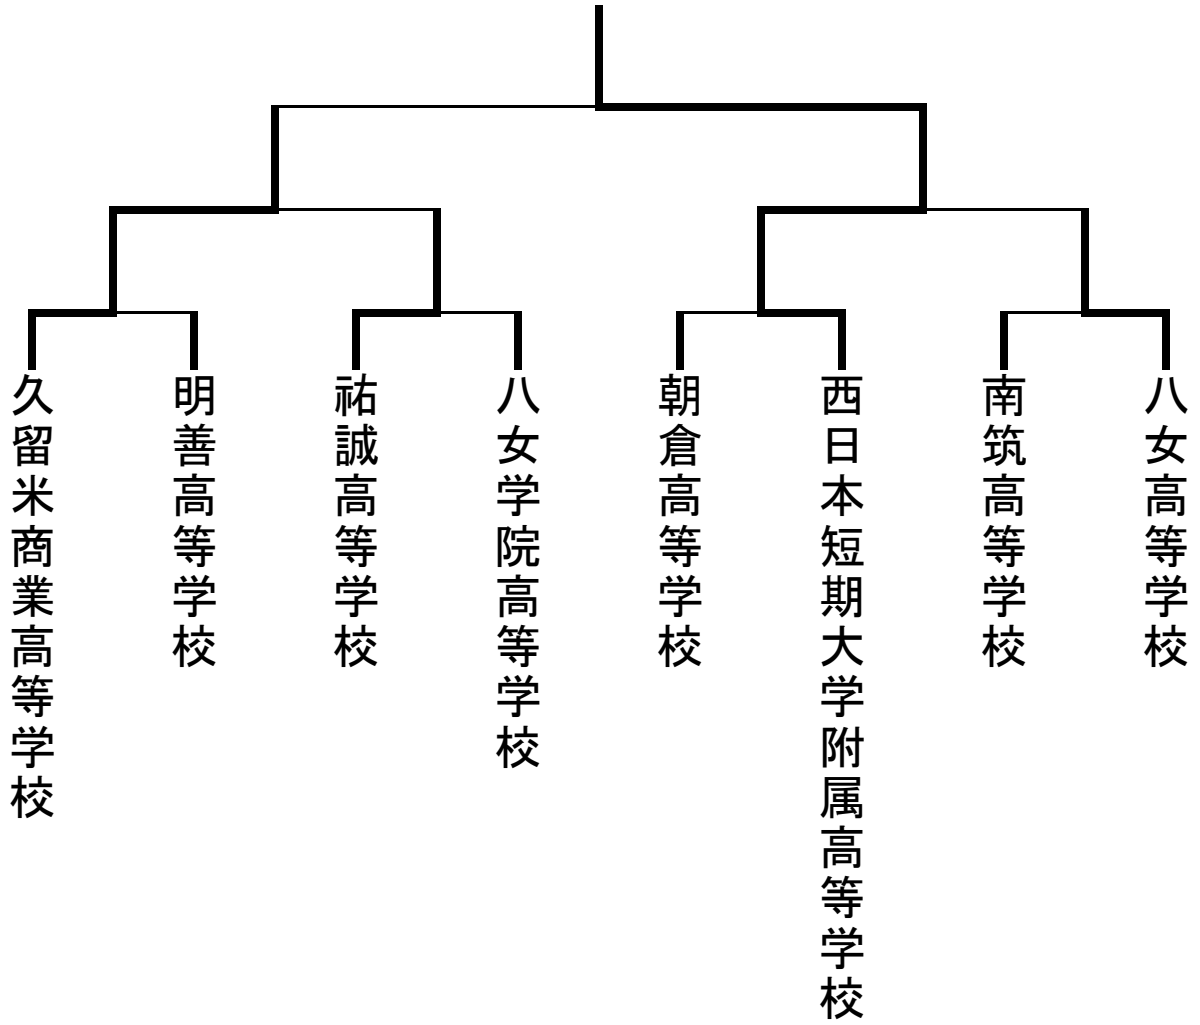 久留米商業高等学校
明善高等学校
祐誠高等学校
八女学院高等学校
朝倉高等学校
西日本短期大学附属高等学校
南筑高等学校
八女高等学校